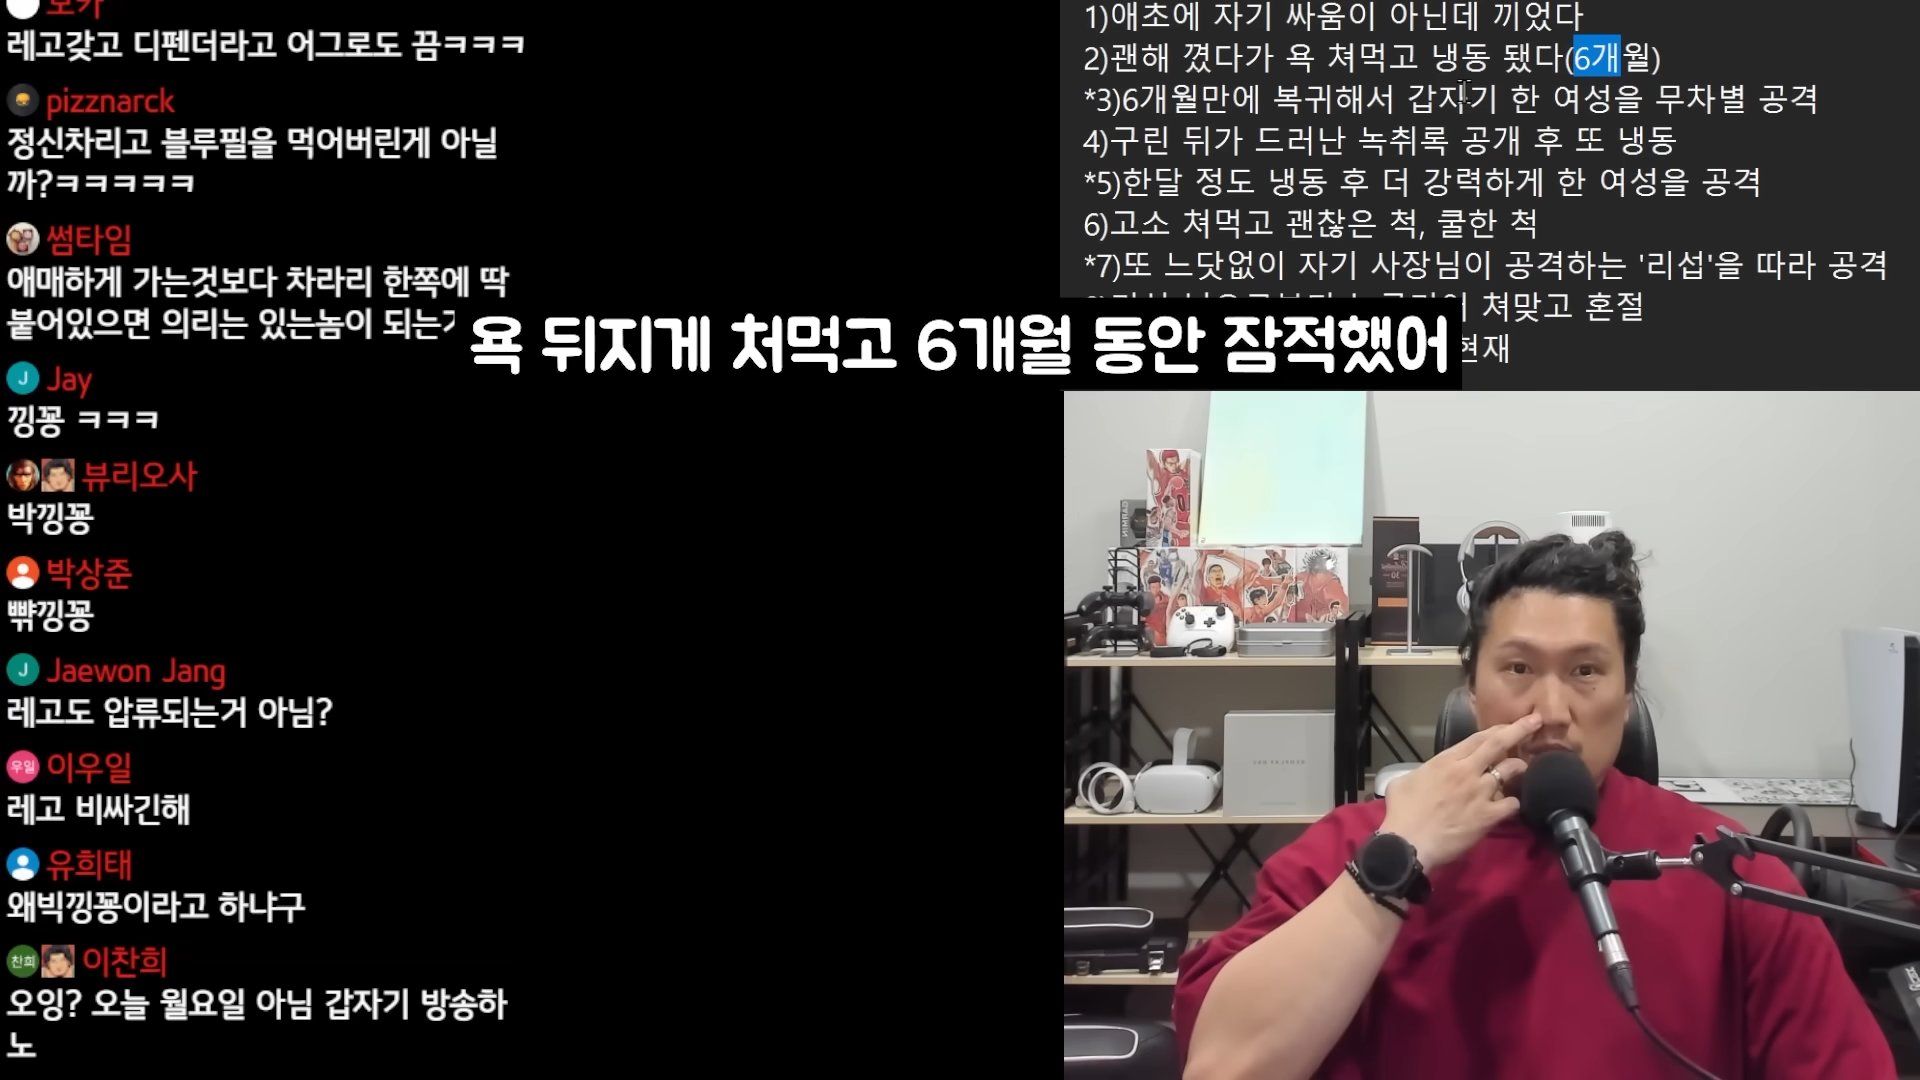 레고갖고 디펜더라고 어그로도 끔ㅋㅋㅋ
pizznarck
정신차리고 블루필을 먹어버린게 아닐
까?ㅋㅋㅋㅋㅋ
썸타임
애매하게 가는것보다 차라리 한쪽에 딱
붙어있으면 의리는 있는놈이 되는거
J Jay
낑꽁 ㅋㅋㅋ
뷰리오사
박낑꽁
박상준
뺚낑꽁
J Jaewon Jang
레고도 압류되는거 아님?
우일 이우일
레고 비싸긴해
유희태
왜빅낑꽁이라고 하냐구
찬희 이찬희
오잉? 오늘 월요일 아님 갑자기 방송하
노
1)애초에 자기 싸움이 아닌데 끼었다
2)괜해 꼈다가 욕 쳐먹고 냉동 됐다(6개월)
*3)6개월만에 복귀해서 갑자기 한 여성을 무차별 공격
4)구린 뒤가 드러난 녹취록 공개 후 또 냉동
*5)한달 정도 냉동 후 더 강력하게 한 여성을 공격
6)고소 쳐먹고 괜찮은 척, 쿨한 척
*7)또 느닷없이 자기 사장님이 공격하는 '리섭'을 따라 공격
쳐맞고 혼절
현재
욕 뒤지게 처먹고 6개월 동안 잠적했어
GARMIN